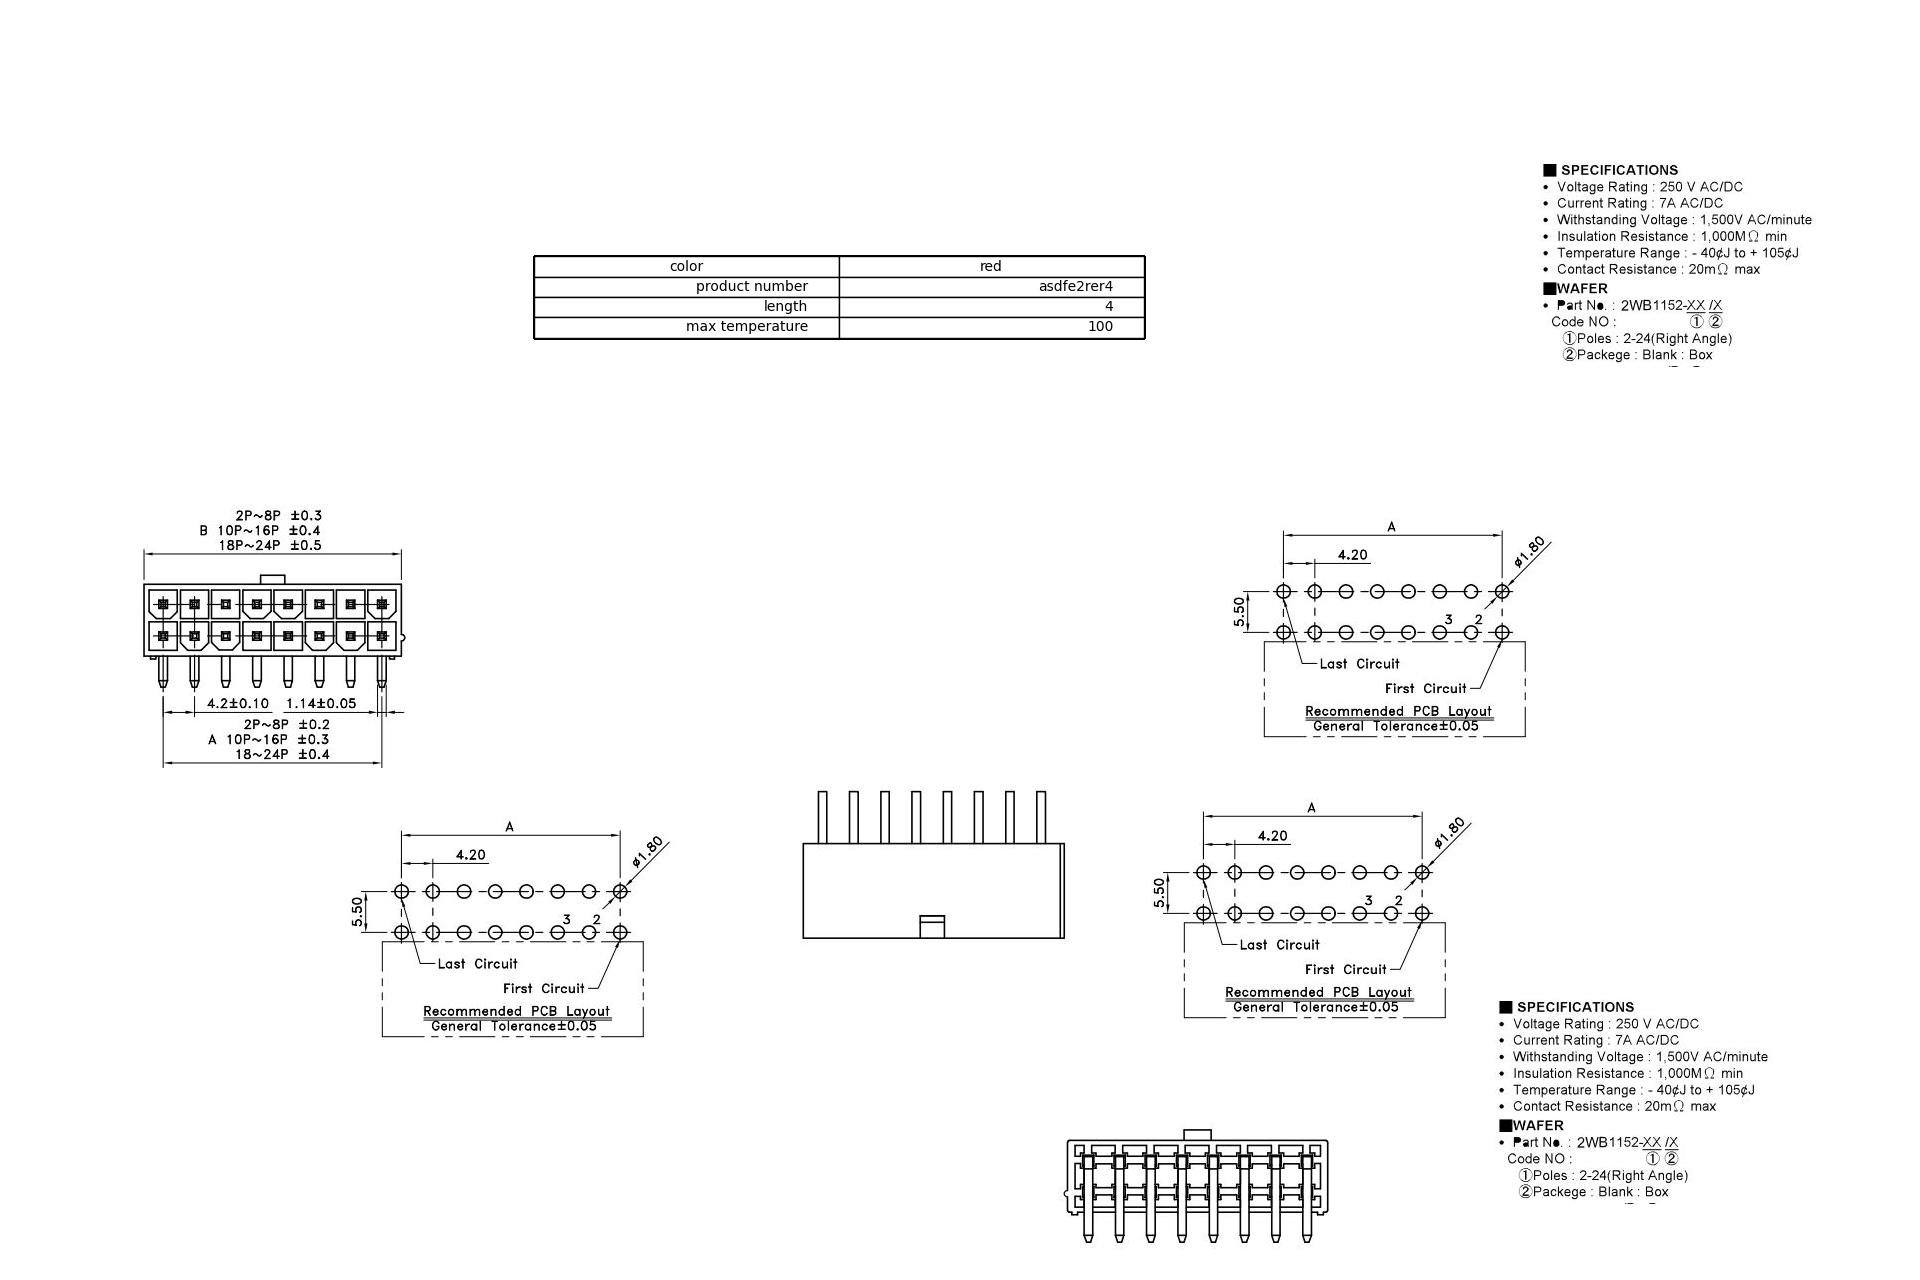 ■ SPECIFICATIONS
• Voltage Rating : 250 V AC/DC
• Current Rating : 7A AC/DC
• Withstanding Voltage : 1,500V AC/minute
• Insulation Resistance : 1,000MΩ min
• Temperature Range : - 40¢J to + 105¢J
• Contact Resistance : 20mΩ max
■WAFER
• Part No. : 2WB1152-XX /X
Code NO : ① ②
①Poles : 2-24(Right Angle)
②Packege : Blank : Box
color red
product number asdfe2rer4
length 4
max temperature 100
2P~8P ±0.3
B 10P~16P ±0.4
18P~24P ±0.5
4.2±0.10 1.14±0.05
2P~8P ±0.2
A 10P~16P ±0.3
18~24P ±0.4
A
4.20
ø1.80
5.50
3 2
Last Circuit
First Circuit
Recommended PCB Layout
General Tolerance±0.05
A
4.20
ø1.80
5.50
3 2
Last Circuit
First Circuit
Recommended PCB Layout
General Tolerance±0.05
A
4.20
ø1.80
5.50
3 2
Last Circuit
First Circuit
Recommended PCB Layout
General Tolerance±0.05
■ SPECIFICATIONS
• Voltage Rating : 250 V AC/DC
• Current Rating : 7A AC/DC
• Withstanding Voltage : 1,500V AC/minute
• Insulation Resistance : 1,000MΩ min
• Temperature Range : - 40¢J to + 105¢J
• Contact Resistance : 20mΩ max
■WAFER
• Part No. : 2WB1152-XX /X
Code NO : ① ②
①Poles : 2-24(Right Angle)
②Packege : Blank : Box